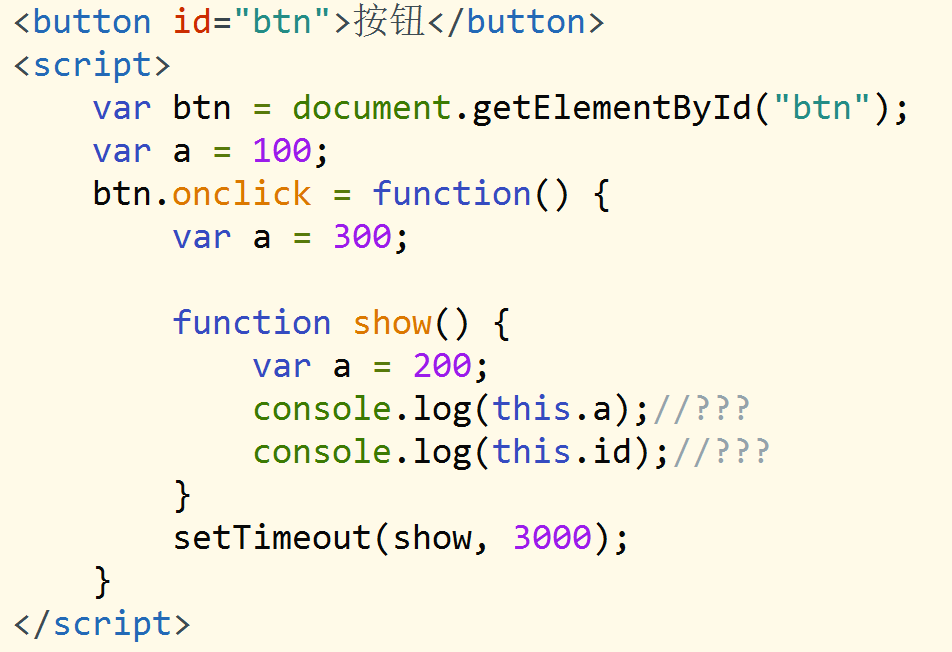 <button id="btn">按钮</button>
<script>
    var btn = document.getElementById("btn");
    var a = 100;
    btn.onclick = function() {
        var a = 300;

        function show() {
            var a = 200;
            console.log(this.a);//???
            console.log(this.id);//???
        }
        setTimeout(show, 3000);
    }
</script>